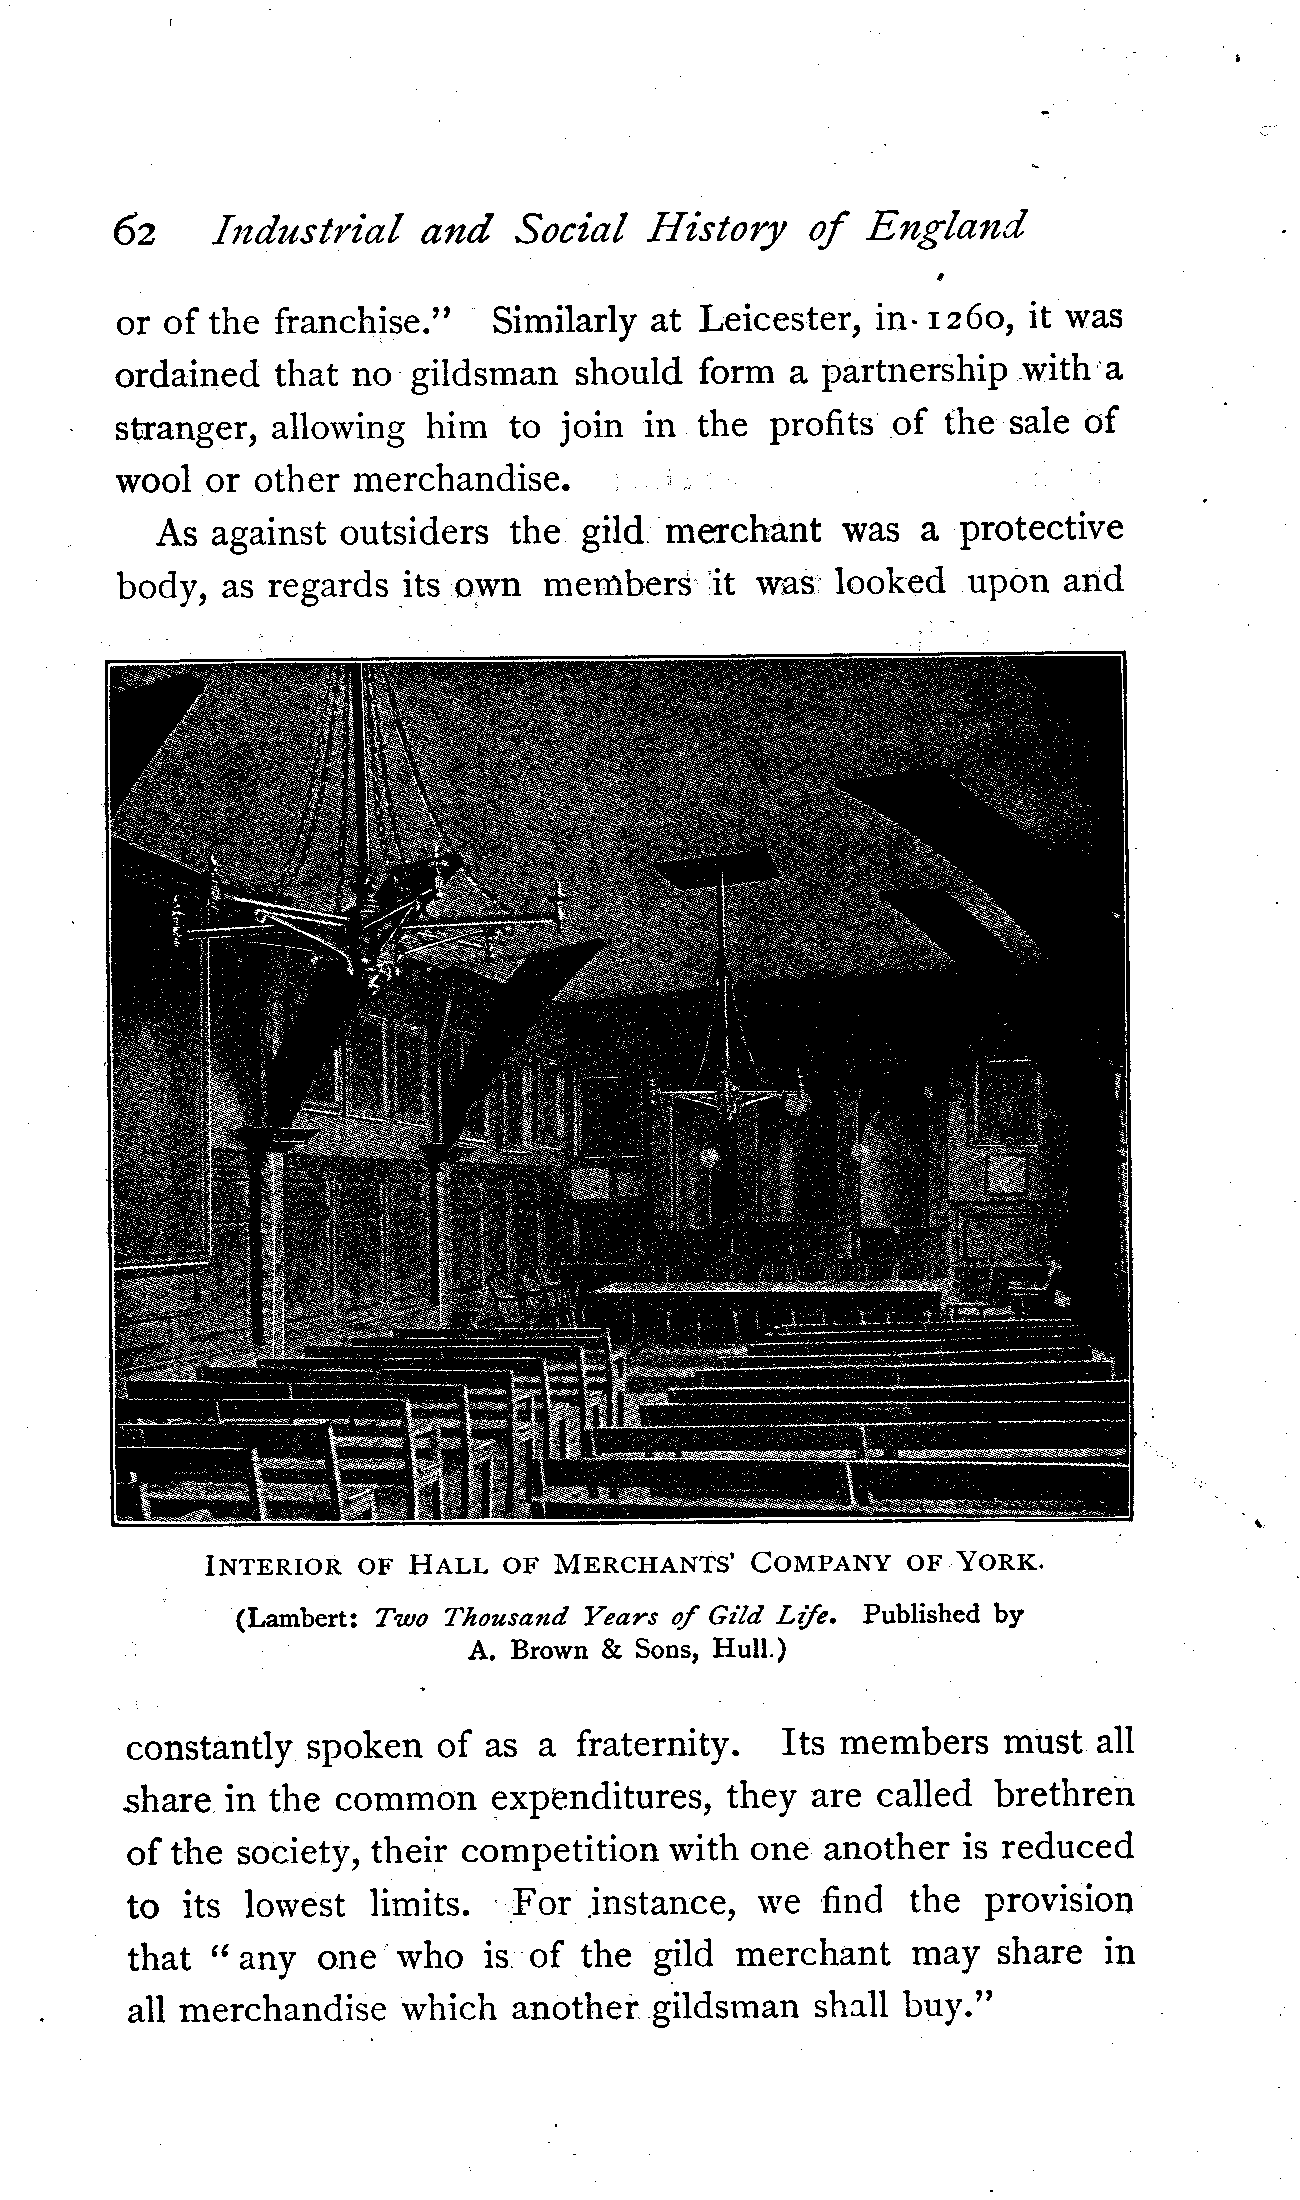 62 Industrial and Social History of England
or of the franchise.” Similarly at Leicester, in 1260, it was
ordained that no gildsman should form a partnership with a
stranger, allowing him to join in the profits of the sale of
wool or other merchandise.
As against outsiders the gild merchant was a protective
body, as regards its own members it was looked upon and
INTERIOR OF HALL OF MERCHANTS’ COMPANY OF YORK.
(Lambert: Two Thousand Years of Gild Life. Published by
A. Brown & Sons, Hull.)
constantly spoken of as a fraternity. Its members must all
share in the common expenditures, they are called brethren
of the society, their competition with one another is reduced
to its lowest limits. For instance, we find the provision
that “any one who is of the gild merchant may share in
all merchandise which another gildsman shall buy.”